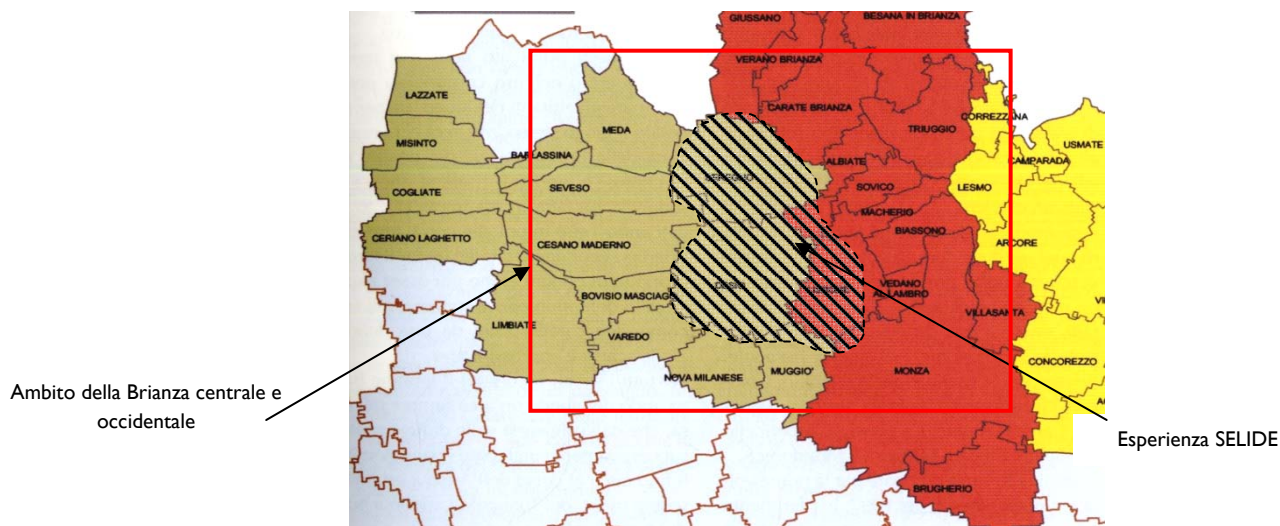 GIUSSANO
BESANA IN BRIANZA
VERANO BRIANZA
LAZZATE
CARATE BRIANZA
CORREZZANA
MEDA
TRIUGGIO
MISINTO
USMATE
BARLASSINA
ALBIATE
CAMPARADA
SEREGNO
COGLIATE
SEVESO
SOVICO
LESMO
MACHERIO
CERIANO LAGHETTO
CESANO MADERNO
BIASSONO
ARCORE
DESIO
VEDANO
AL LAMBRO
BOVISIO MASCIAGO
VILLASANTA
LIMBIATE
VAREDO
CONCOREZZO
NOVA MILANESE
MUGGIO'
MONZA
BRUGHERIO
Ambito della Brianza centrale e
occidentale
Esperienza SELIDE